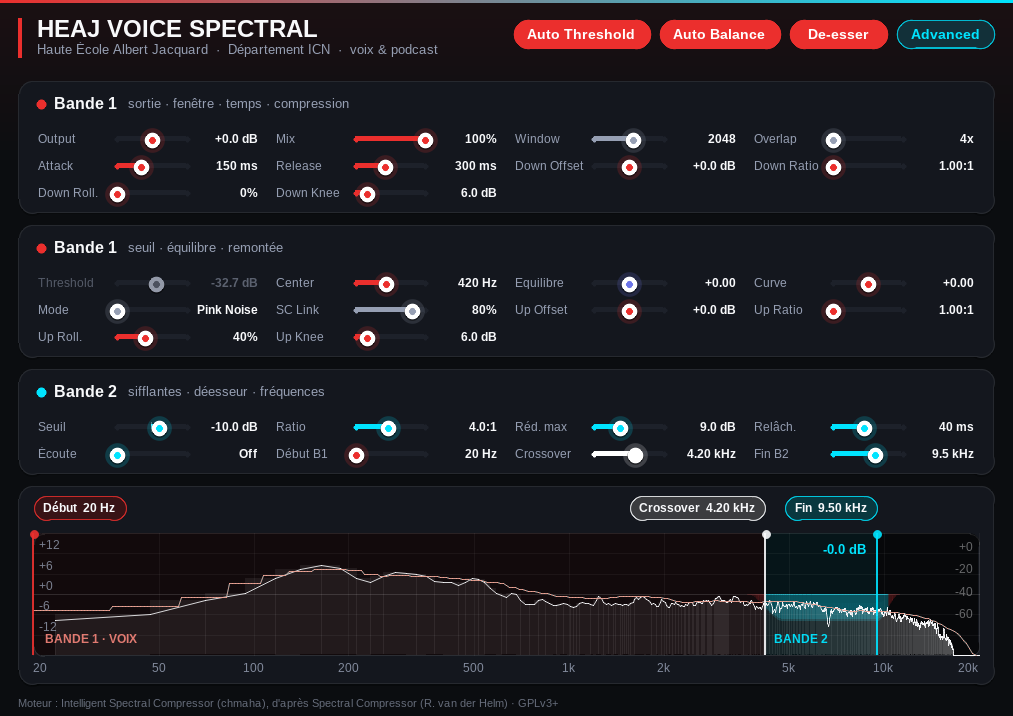 HEAJ VOICE SPECTRAL
Haute École Albert Jacquard · Département ICN · voix & podcast
Auto Threshold Auto Balance De-esser Advanced
Bande 1 sortie · fenêtre · temps · compression
Output +0.0 dB Mix 100% Window 2048 Overlap 4x
Attack 150 ms Release 300 ms Down Offset +0.0 dB Down Ratio 1.00:1
Down Roll. 0% Down Knee 6.0 dB
Bande 1 seuil · équilibre · remontée
Threshold -32.7 dB Center 420 Hz Equilibre +0.00 Curve +0.00
Mode Pink Noise SC Link 80% Up Offset +0.0 dB Up Ratio 1.00:1
Up Roll. 40% Up Knee 6.0 dB
Bande 2 sifflantes · déesseur · fréquences
Seuil -10.0 dB Ratio 4.0:1 Réd. max 9.0 dB Relâch. 40 ms
Écoute Off Début B1 20 Hz Crossover 4.20 kHz Fin B2 9.5 kHz
Début 20 Hz Crossover 4.20 kHz Fin 9.50 kHz
+12 -0.0 dB +0
+6 -20
+0 -40
-6 -60
-12
BANDE 1 · VOIX BANDE 2
20 50 100 200 500 1k 2k 5k 10k 20k
Moteur : Intelligent Spectral Compressor (chmaha), d'après Spectral Compressor (R. van der Helm) · GPLv3+